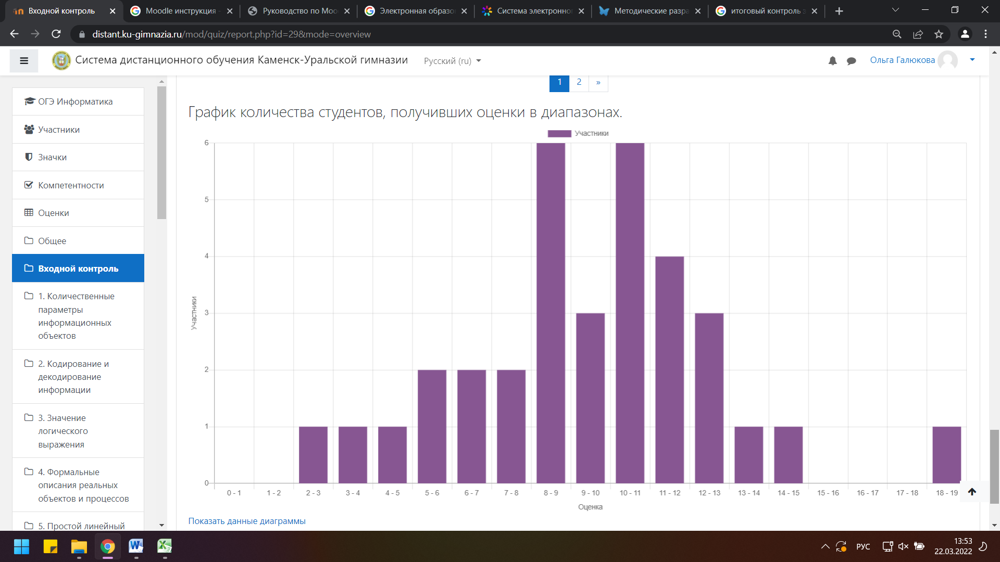 Входной контроль
Moodle инструкция -
Руководство по Moo
Электронная образо
Система электронно
Методические разра
итоговый контроль э
distant.ku-gimnazia.ru/mod/quiz/report.php?id=29&mode=overview
Система дистанционного обучения Каменск-Уральской гимназии
Русский (ru)
Ольга Галюкова
ОГЭ Информатика
Участники
Значки
Компетентности
Оценки
Общее
Входной контроль
1. Количественные
параметры
информационных
объектов
2. Кодирование и
декодирование
информации
3. Значение
логического
выражения
4. Формальные
описания реальных
объектов и процессов
5. Простой линейный
1 2 »
График количества студентов, получивших оценки в диапазонах.
Участники
6
5
4
3
2
1
0
Участники
0 - 1 1 - 2 2 - 3 3 - 4 4 - 5 5 - 6 6 - 7 7 - 8 8 - 9 9 - 10 10 - 11 11 - 12 12 - 13 13 - 14 14 - 15 15 - 16 16 - 17 17 - 18 18 - 19
Оценка
Показать данные диаграммы
РУС
13:53
22.03.2022